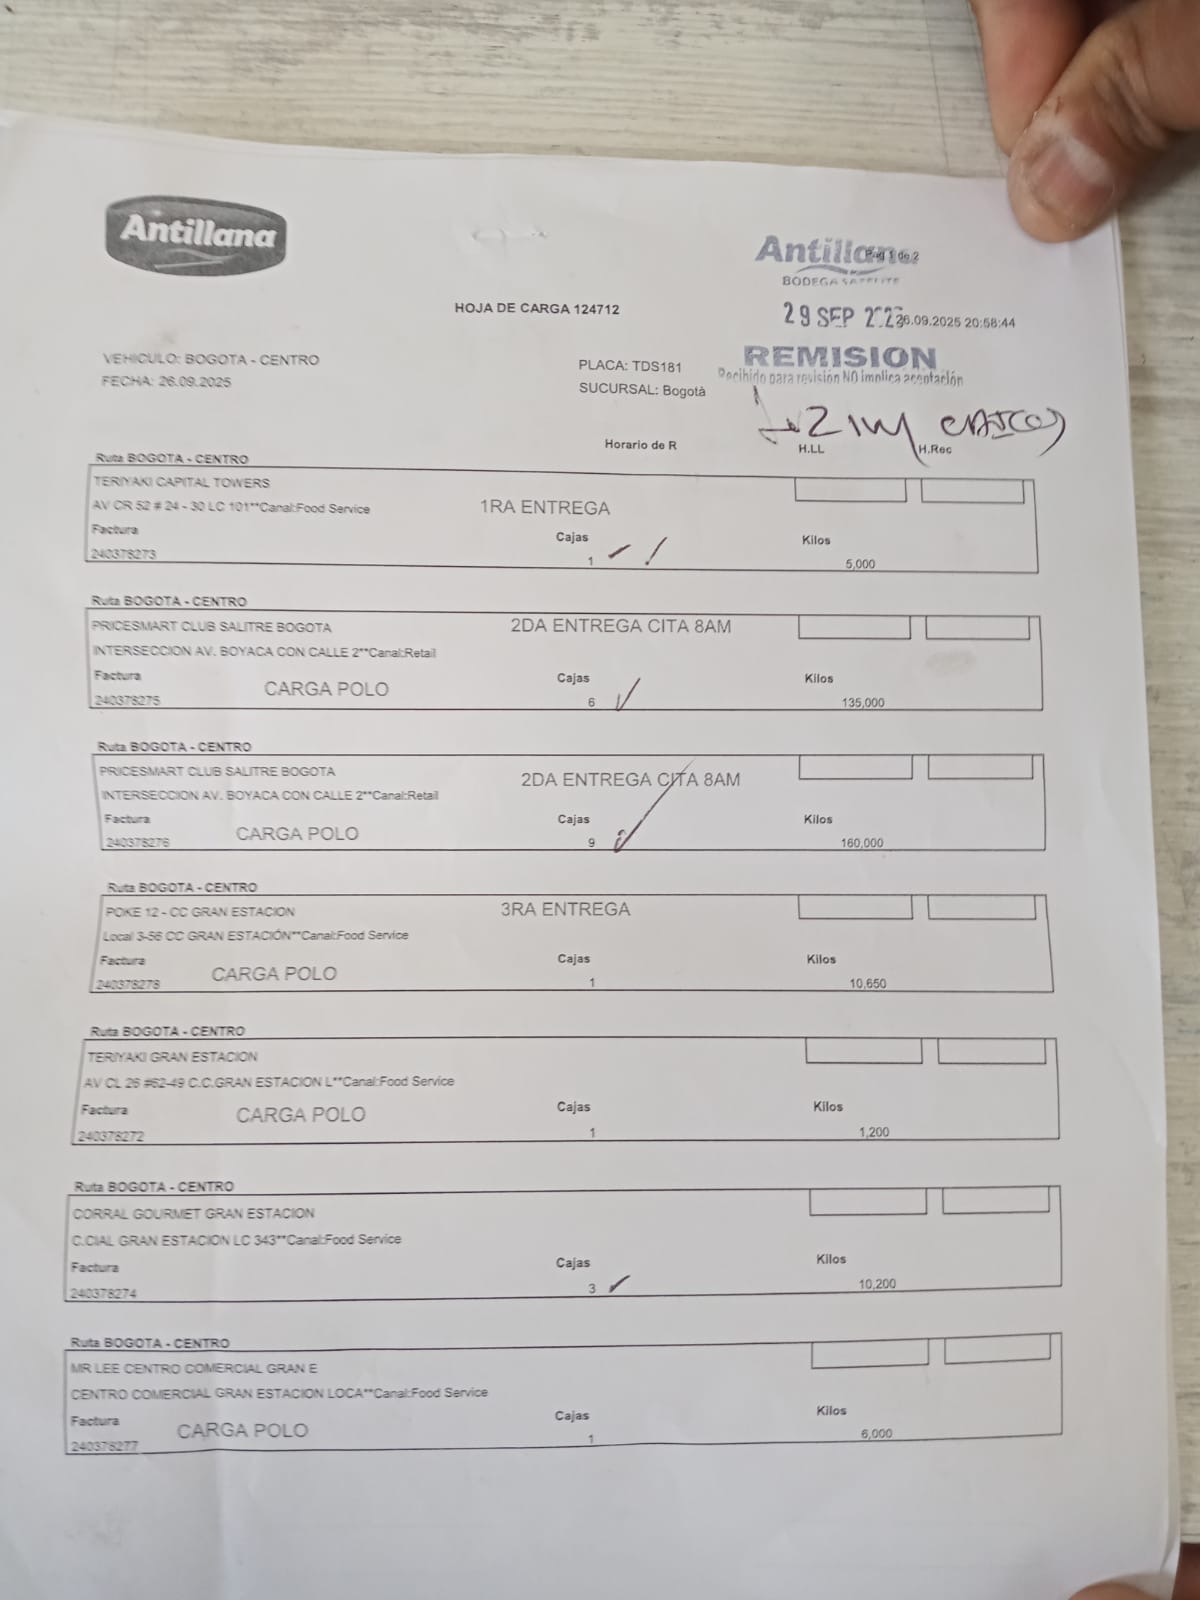 Antillana
Antillana
Pag 1 de 2
BODEGA SATELITE
HOJA DE CARGA 124712
29 SEP 2025
26.09.2025 20:58:44
REMISION
Recibido para revisión NO implica aceptación
VEHICULO: BOGOTA - CENTRO
PLACA: TDS181
FECHA: 26.09.2025
SUCURSAL: Bogotà
Horario de R
H.LL
H.Rec
Ruta BOGOTA - CENTRO
TERIYAKI CAPITAL TOWERS
AV CR 52 # 24 - 30 LC 101**Canal:Food Service
1RA ENTREGA
Factura
Cajas
Kilos
240378273
1
5,000
Ruta BOGOTA - CENTRO
PRICESMART CLUB SALITRE BOGOTA
2DA ENTREGA CITA 8AM
INTERSECCION AV. BOYACA CON CALLE 2**Canal:Retail
Factura
CARGA POLO
Cajas
Kilos
240378275
6
135,000
Ruta BOGOTA - CENTRO
PRICESMART CLUB SALITRE BOGOTA
2DA ENTREGA CITA 8AM
INTERSECCION AV. BOYACA CON CALLE 2**Canal:Retail
Factura
CARGA POLO
Cajas
Kilos
240378276
9
160,000
Ruta BOGOTA - CENTRO
POKE 12 - CC GRAN ESTACION
3RA ENTREGA
Local 3-56 CC GRAN ESTACIÓN**Canal:Food Service
Factura
CARGA POLO
Cajas
Kilos
240378278
1
10,650
Ruta BOGOTA - CENTRO
TERIYAKI GRAN ESTACION
AV CL 26 #62-49 C.C.GRAN ESTACION L**Canal:Food Service
Factura
CARGA POLO
Cajas
Kilos
240378272
1
1,200
Ruta BOGOTA - CENTRO
CORRAL GOURMET GRAN ESTACION
C.CIAL GRAN ESTACION LC 343**Canal:Food Service
Factura
Cajas
Kilos
240378274
3
10,200
Ruta BOGOTA - CENTRO
MR LEE CENTRO COMERCIAL GRAN E
CENTRO COMERCIAL GRAN ESTACION LOCA**Canal:Food Service
Factura
CARGA POLO
Cajas
Kilos
240378277
1
6,000